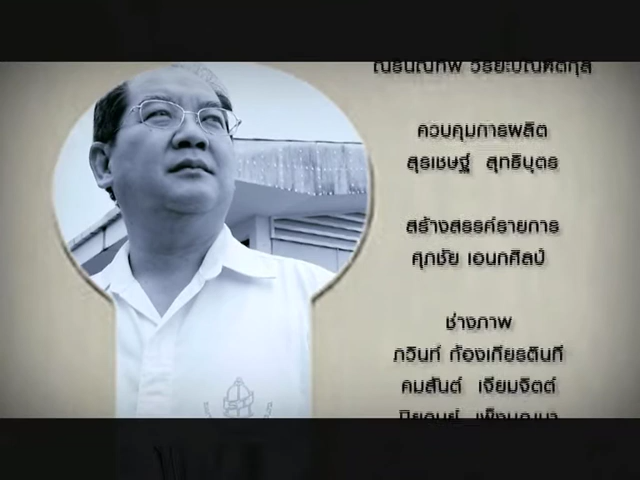 ควบคุมการผลิต
สุรเชษฐ์ สุทธิบุตร
สร้างสรรค์รายการ
ศุภชัย เอนกศิลป์
ช่างภาพ
ภวินท์ ก้องเกียรตินที
คมสันต์ เจียมจิตต์